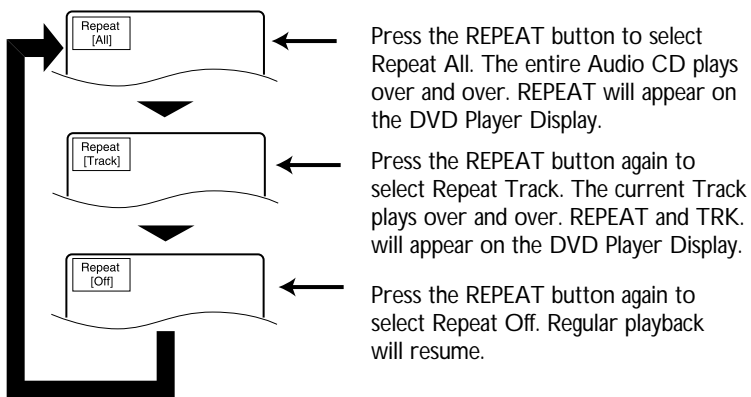 Repeat
[All]
Press the REPEAT button to select
Repeat All. The entire Audio CD plays
over and over. REPEAT will appear on
the DVD Player Display.
Repeat
[Track]
Press the REPEAT button again to
select Repeat Track. The current Track
plays over and over. REPEAT and TRK.
will appear on the DVD Player Display.
Repeat
[Off]
Press the REPEAT button again to
select Repeat Off. Regular playback
will resume.